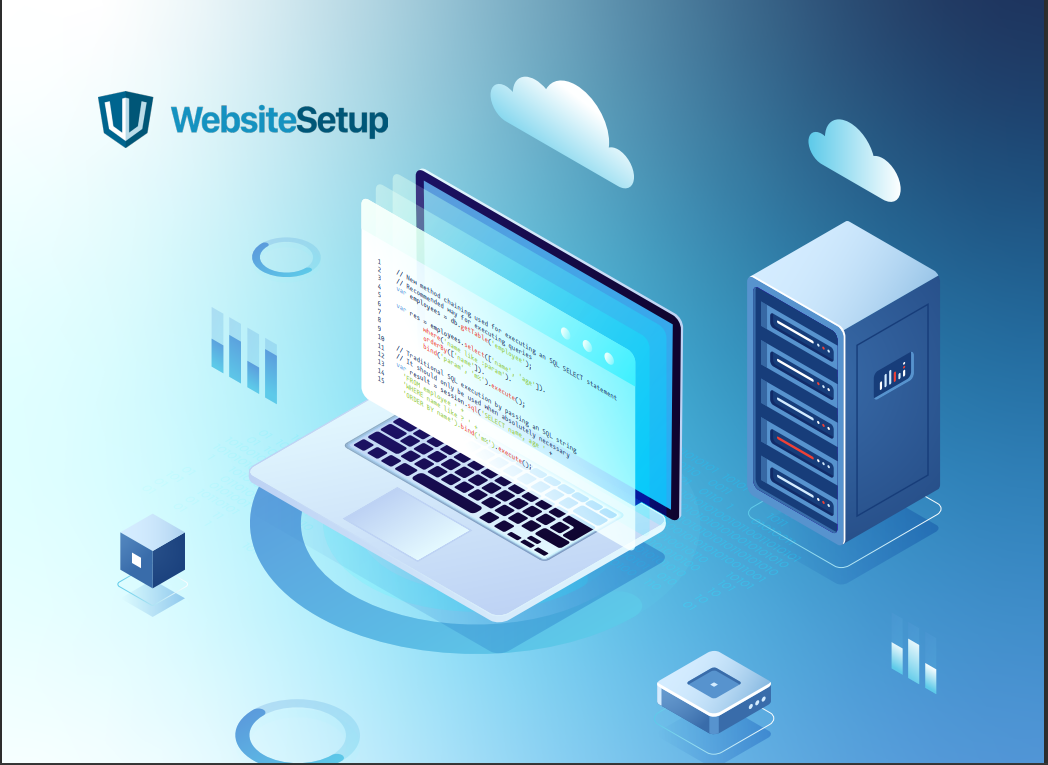 WebsiteSetup
1 // New method chaining used for executing an SQL SELECT statement
2 // Recommended way for executing queries
3 var employees = db.getTable('employee');
4
5 var res = employees.select(['name', 'age']).
6 where('name like :param').
7 orderBy(['name']).
8 bind('param', 'm%').execute();
9
10 // Traditional SQL execution by passing an SQL string
11 // It should only be used when absolutely necessary
12 var result = session.sql('SELECT name, age ' +
13 'FROM employee ' +
14 'WHERE name like ? ' +
15 'ORDER BY name').bind('m%').execute();